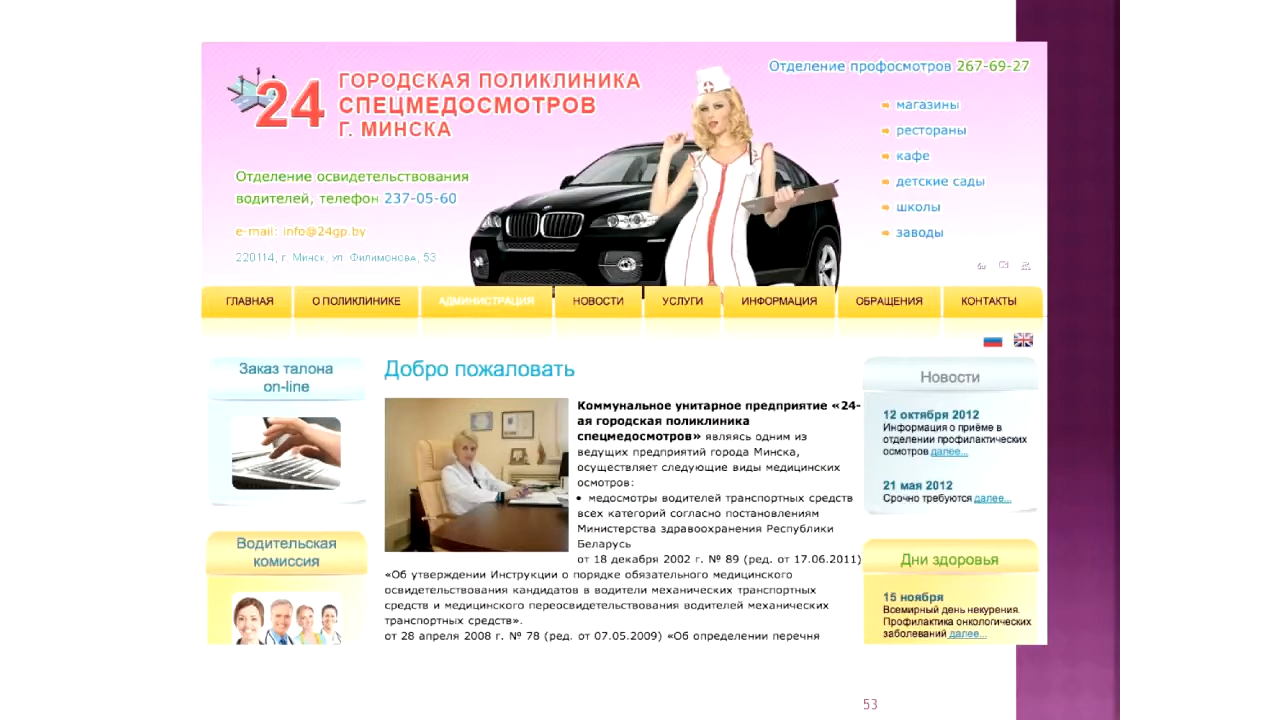 24
ГОРОДСКАЯ ПОЛИКЛИНИКА
СПЕЦМЕДОСМОТРОВ
Г. МИНСКА
Отделение освидетельствования
водителей, телефон 237-05-60
e-mail: info@24gp.by
220114, г. Минск, ул. Филимонова, 53
Отделение профосмотров 267-69-27
магазины
рестораны
кафе
детские сады
школы
заводы
ГЛАВНАЯ О ПОЛИКЛИНИКЕ АДМИНИСТРАЦИЯ НОВОСТИ УСЛУГИ ИНФОРМАЦИЯ ОБРАЩЕНИЯ КОНТАКТЫ
Заказ талона
on-line
Водительская
комиссия
Добро пожаловать
Коммунальное унитарное предприятие «24-
ая городская поликлиника
спецмедосмотров» являясь одним из
ведущих предприятий города Минска,
осуществляет следующие виды медицинских
осмотров:
• медосмотры водителей транспортных средств
всех категорий согласно постановлениям
Министерства здравоохранения Республики
Беларусь
от 18 декабря 2002 г. № 89 (ред. от 17.06.2011)
«Об утверждении Инструкции о порядке обязательного медицинского
освидетельствования кандидатов в водители механических транспортных
средств и медицинского переосвидетельствования водителей механических
транспортных средств».
от 28 апреля 2008 г. № 78 (ред. от 07.05.2009) «Об определении перечня
Новости
12 октября 2012
Информация о приёме в
отделении профилактических
осмотров далее...
21 мая 2012
Срочно требуются далее...
Дни здоровья
15 ноября
Всемирный день некурения.
Профилактика онкологических
заболеваний далее...
53